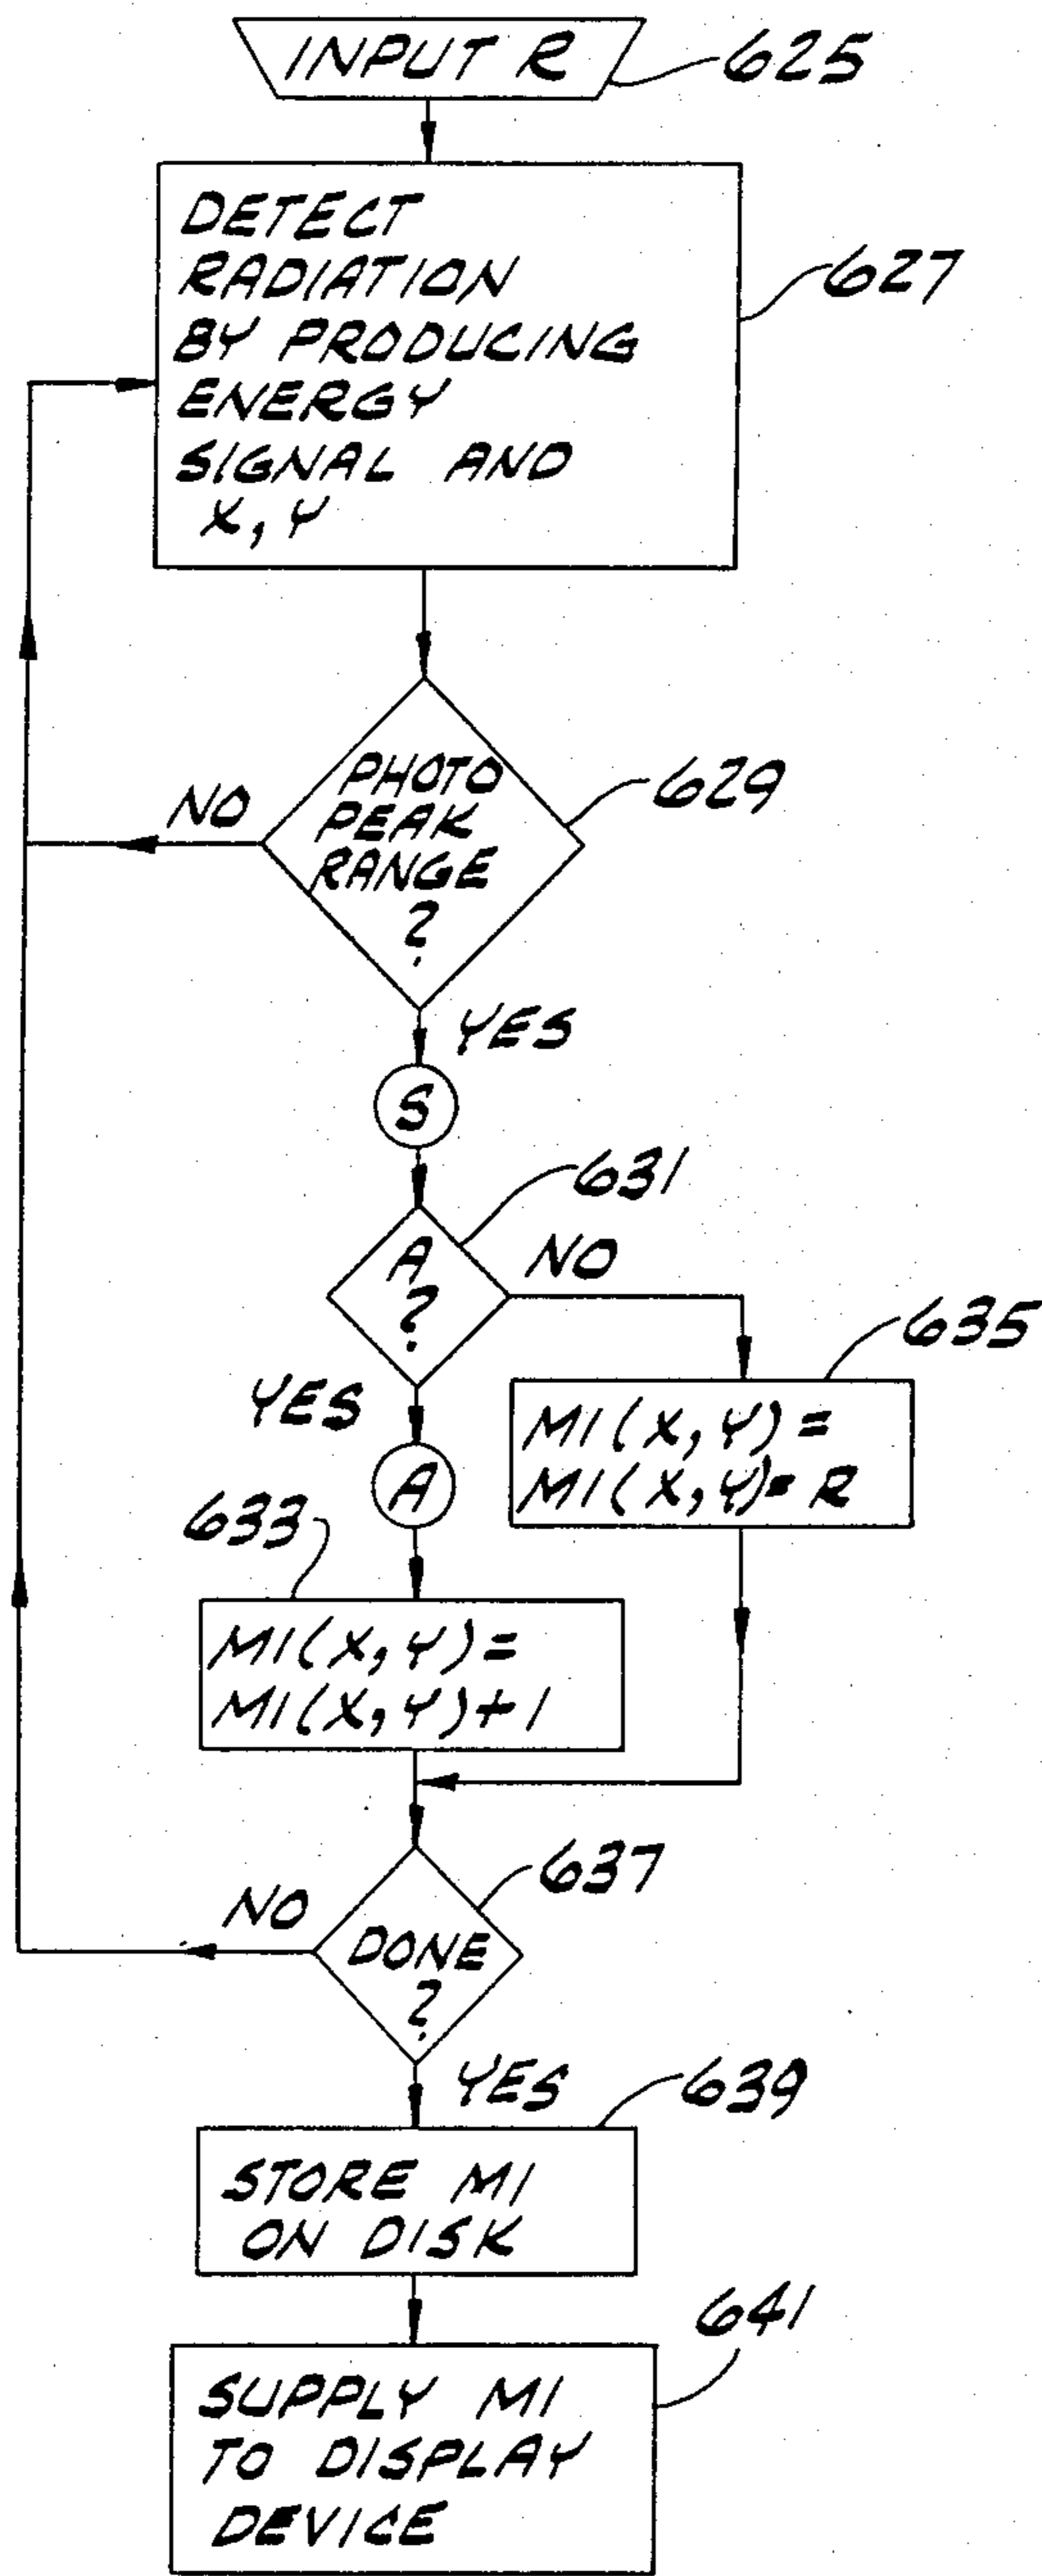 INPUT R
625
DETECT
RADIATION
BY PRODUCING
ENERGY
SIGNAL AND
X, Y
627
PHOTO
PEAK
RANGE
?
629
NO
YES
S
631
A
?
NO
YES
635
MI(X,Y)=
MI(X,Y)=R
A
633
MI(X,Y)=
MI(X,Y)+1
637
NO
DONE
?
YES
639
STORE MI
ON DISK
641
SUPPLY MI
TO DISPLAY
DEVICE